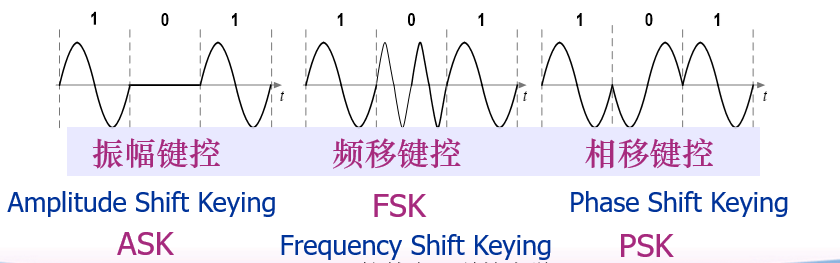 1 0 1
1 0 1
1 0 1
t
t
t
振幅键控
频移键控
相移键控
Amplitude Shift Keying
FSK
Phase Shift Keying
ASK
Frequency Shift Keying
PSK